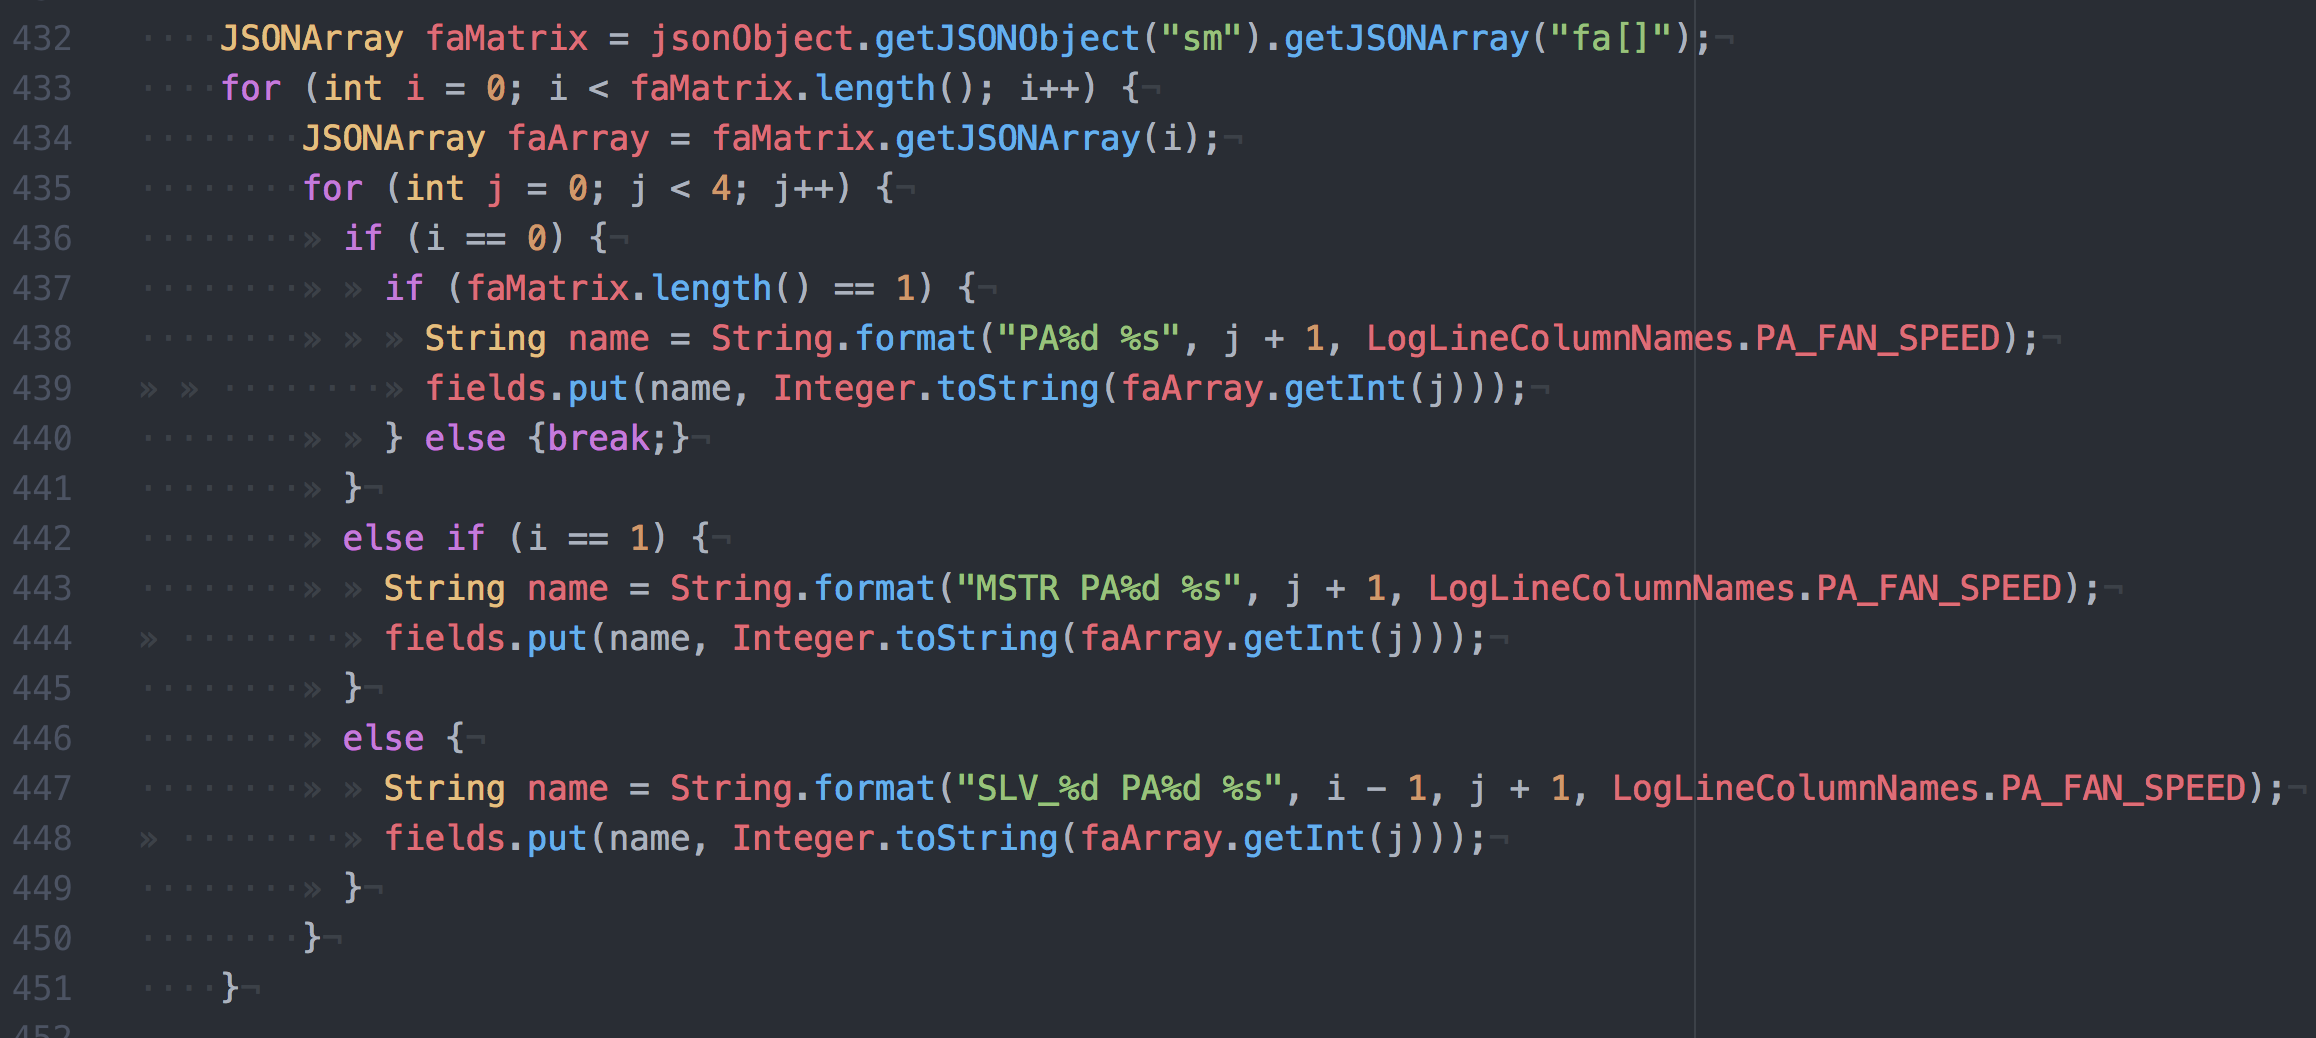 432 JSONArray faMatrix = jsonObject.getJSONObject("sm").getJSONArray("fa[]");
433 for (int i = 0; i < faMatrix.length(); i++) {
434 JSONArray faArray = faMatrix.getJSONArray(i);
435 for (int j = 0; j < 4; j++) {
436 if (i == 0) {
437 if (faMatrix.length() == 1) {
438 String name = String.format("PA%d %s", j + 1, LogLineColumnNames.PA_FAN_SPEED);
439 fields.put(name, Integer.toString(faArray.getInt(j)));
440 } else {break;}
441 }
442 else if (i == 1) {
443 String name = String.format("MSTR PA%d %s", j + 1, LogLineColumnNames.PA_FAN_SPEED);
444 fields.put(name, Integer.toString(faArray.getInt(j)));
445 }
446 else {
447 String name = String.format("SLV_%d PA%d %s", i - 1, j + 1, LogLineColumnNames.PA_FAN_SPEED);
448 fields.put(name, Integer.toString(faArray.getInt(j)));
449 }
450 }
451 }
452